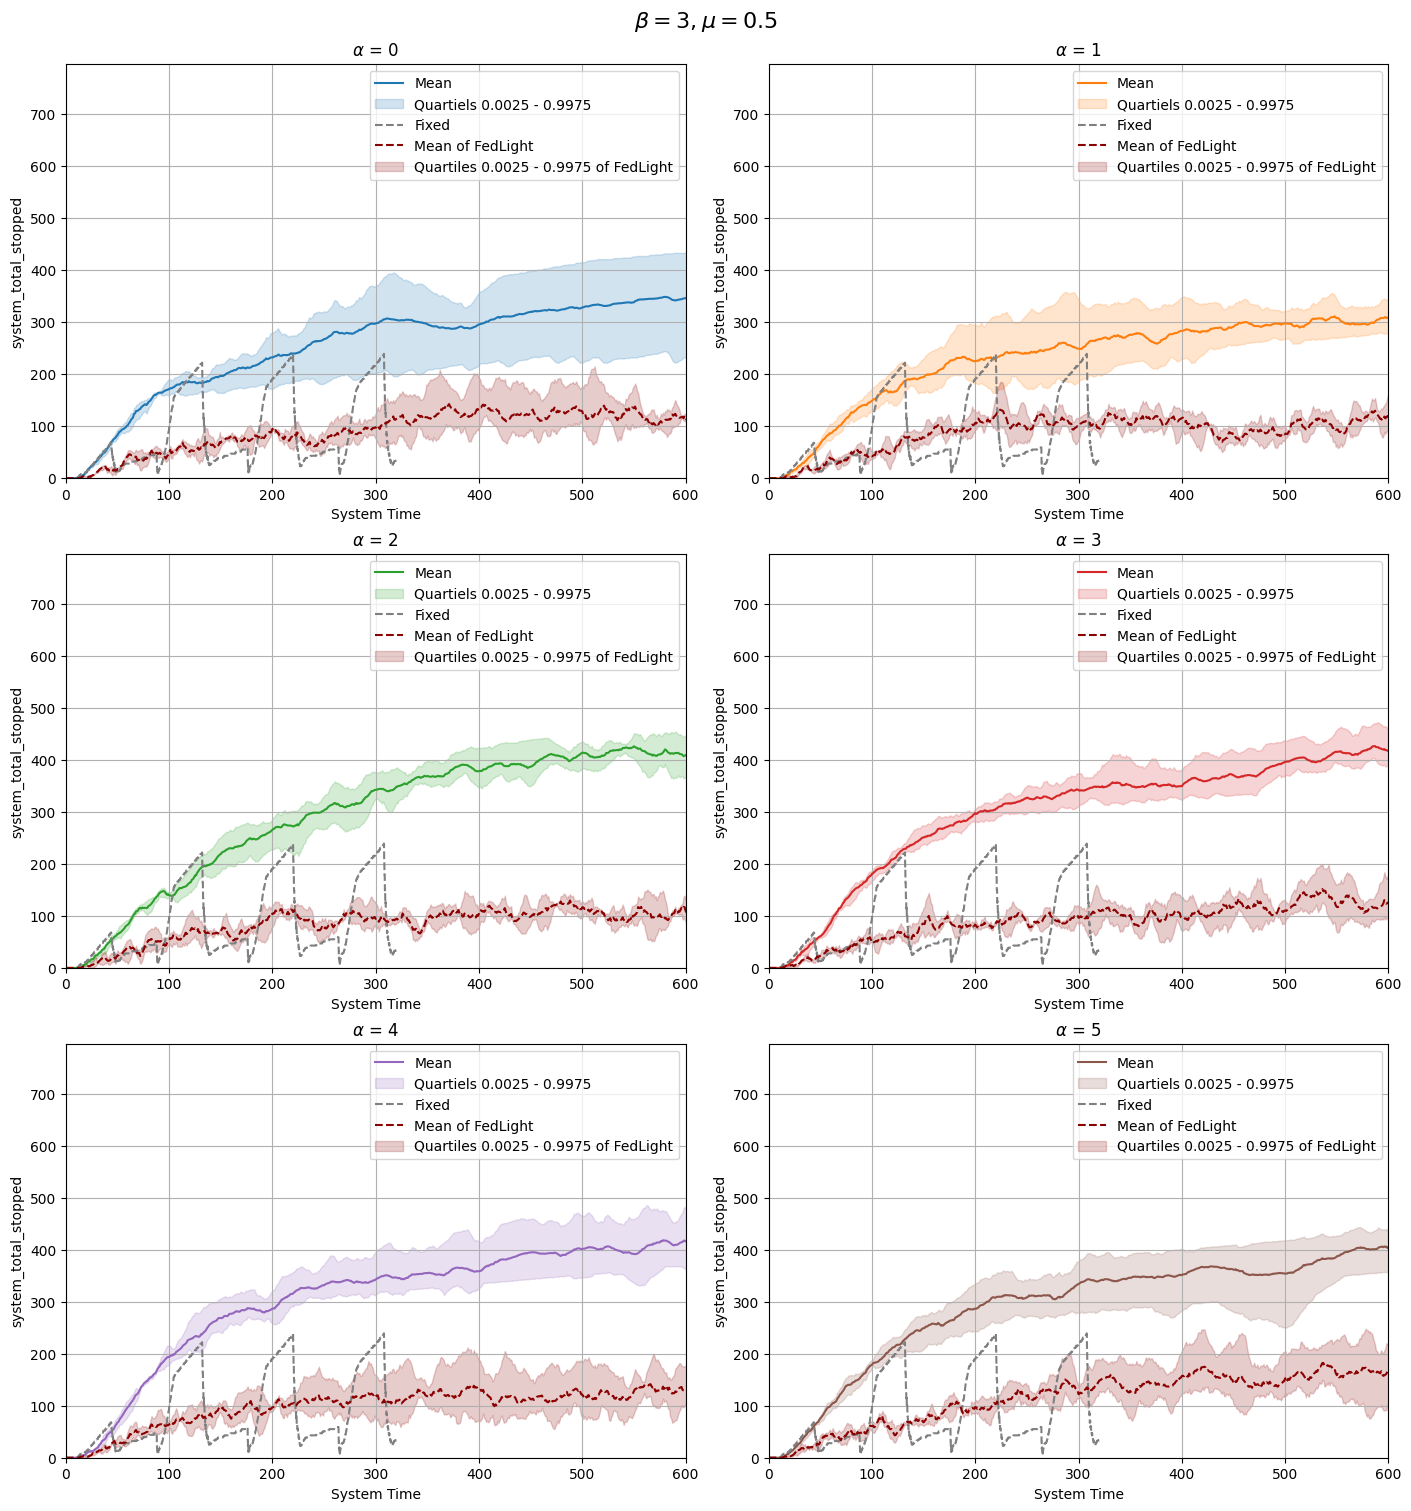 β = 3, μ = 0.5
α = 0
Mean
Quartiels 0.0025 - 0.9975
Fixed
Mean of FedLight
Quartiles 0.0025 - 0.9975 of FedLight
system_total_stopped
700
600
500
400
300
200
100
0
0 100 200 300 400 500 600
System Time
α = 1
Mean
Quartiels 0.0025 - 0.9975
Fixed
Mean of FedLight
Quartiles 0.0025 - 0.9975 of FedLight
system_total_stopped
700
600
500
400
300
200
100
0
0 100 200 300 400 500 600
System Time
α = 2
Mean
Quartiels 0.0025 - 0.9975
Fixed
Mean of FedLight
Quartiles 0.0025 - 0.9975 of FedLight
system_total_stopped
700
600
500
400
300
200
100
0
0 100 200 300 400 500 600
System Time
α = 3
Mean
Quartiels 0.0025 - 0.9975
Fixed
Mean of FedLight
Quartiles 0.0025 - 0.9975 of FedLight
system_total_stopped
700
600
500
400
300
200
100
0
0 100 200 300 400 500 600
System Time
α = 4
Mean
Quartiels 0.0025 - 0.9975
Fixed
Mean of FedLight
Quartiles 0.0025 - 0.9975 of FedLight
system_total_stopped
700
600
500
400
300
200
100
0
0 100 200 300 400 500 600
System Time
α = 5
Mean
Quartiels 0.0025 - 0.9975
Fixed
Mean of FedLight
Quartiles 0.0025 - 0.9975 of FedLight
system_total_stopped
700
600
500
400
300
200
100
0
0 100 200 300 400 500 600
System Time